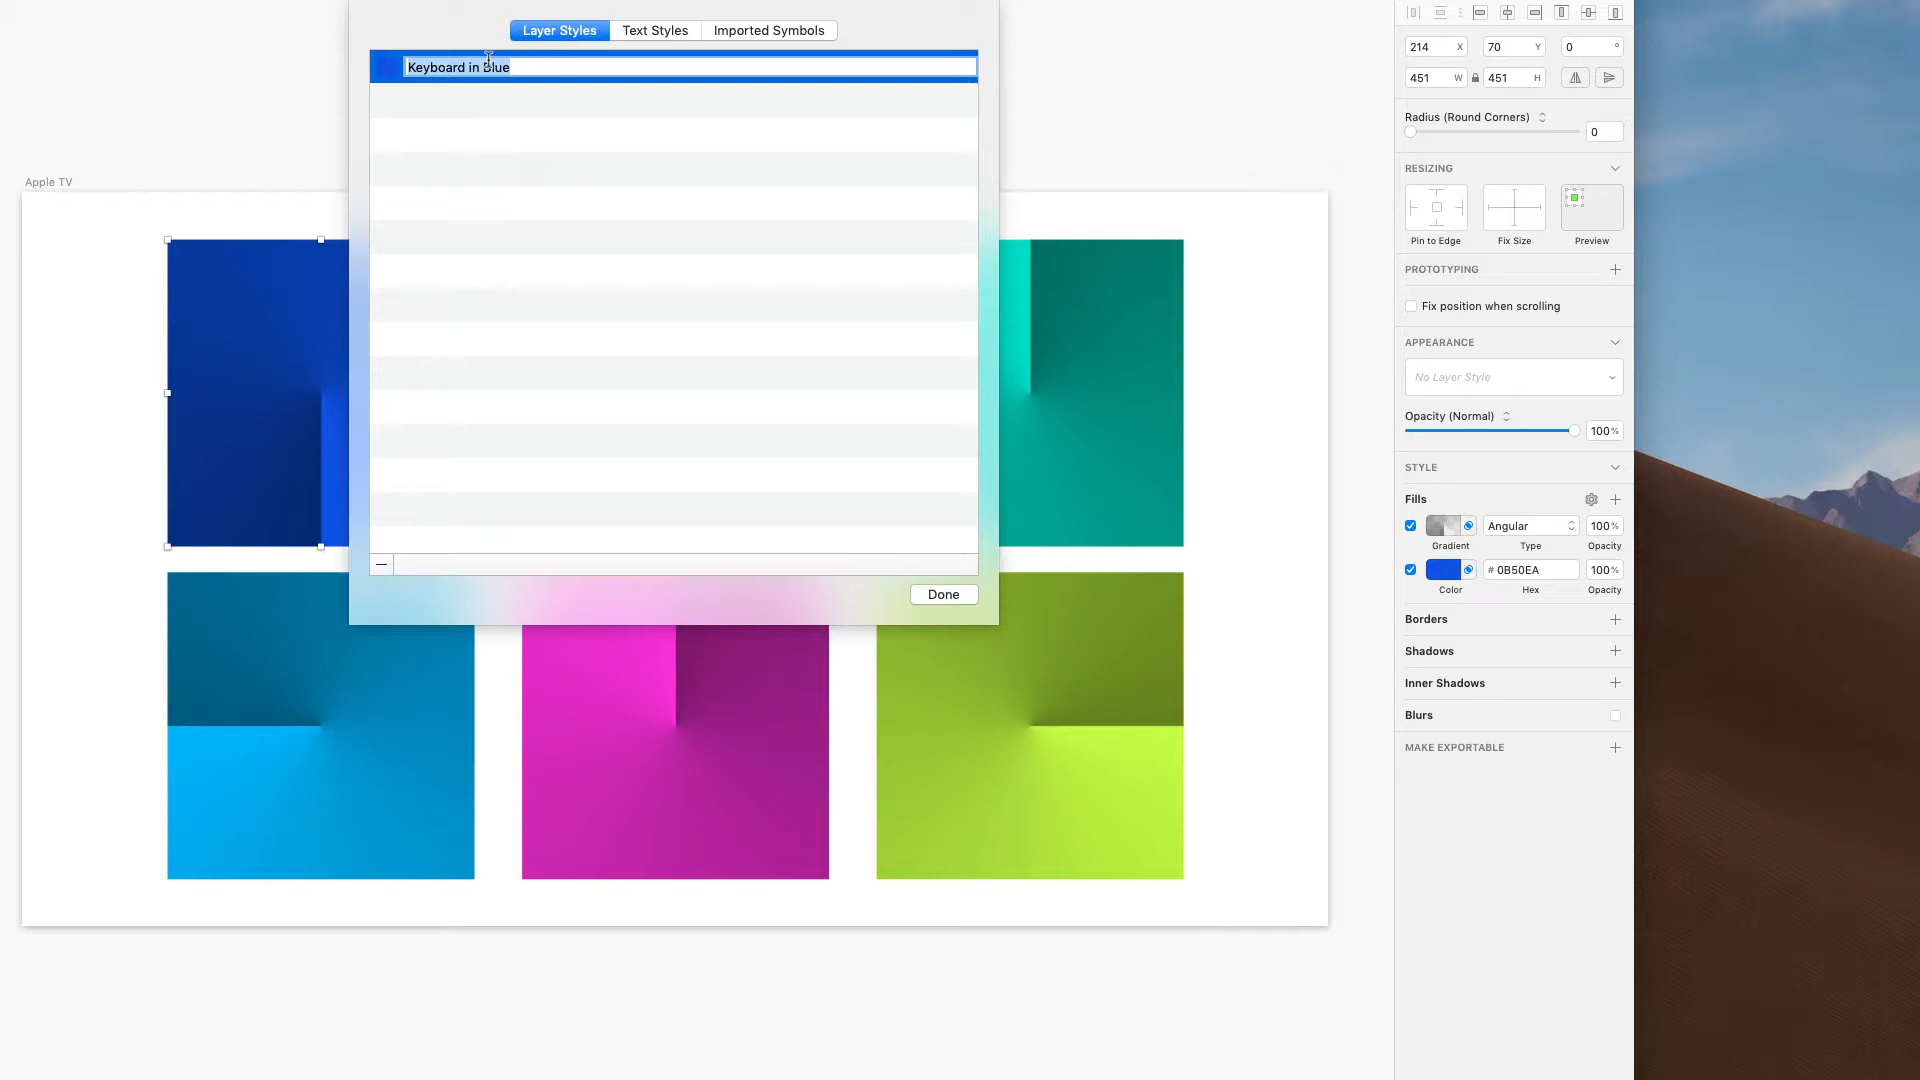 Layer Styles Text Styles Imported Symbols
Keyboard in Blue
Done
Apple TV
214 X 70 Y 0 °
451 W 451 H
Radius (Round Corners)
0
RESIZING
Pin to Edge Fix Size Preview
PROTOTYPING
Fix position when scrolling
APPEARANCE
No Layer Style
Opacity (Normal)
100%
STYLE
Fills
Angular 100%
Gradient Type Opacity
# 0B50EA 100%
Color Hex Opacity
Borders
Shadows
Inner Shadows
Blurs
MAKE EXPORTABLE